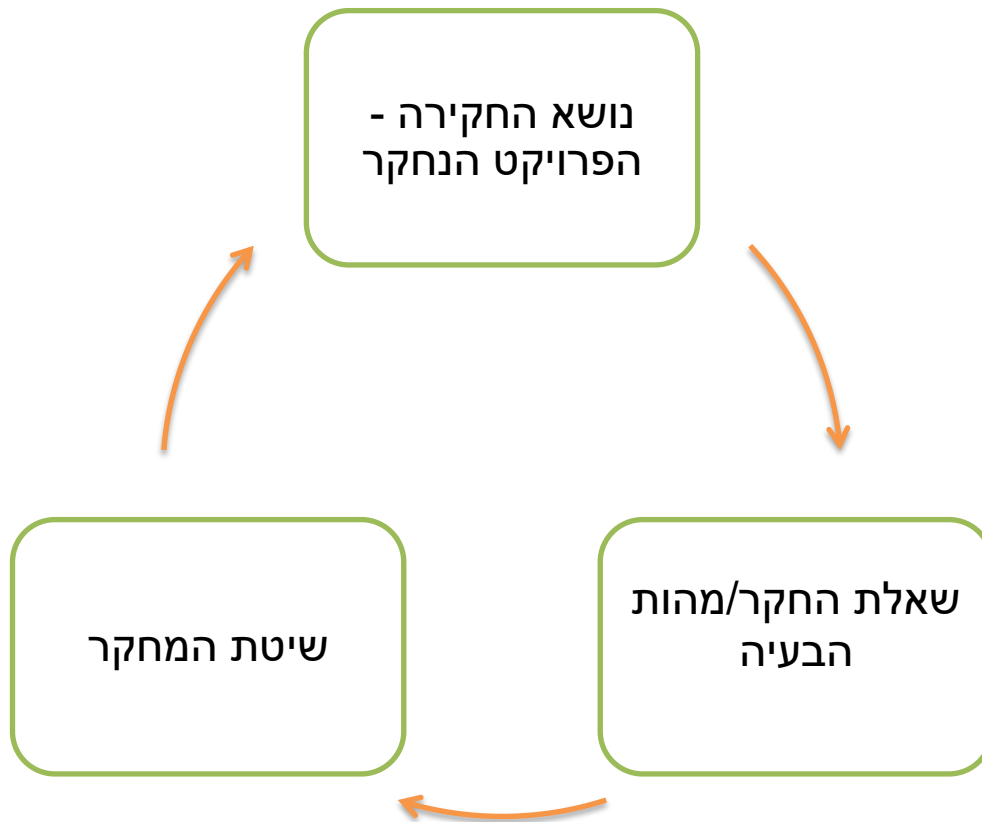 נושא החקירה -
הפרויקט הנחקר
שאלת החקר/מהות
הבעיה
שיטת המחקר